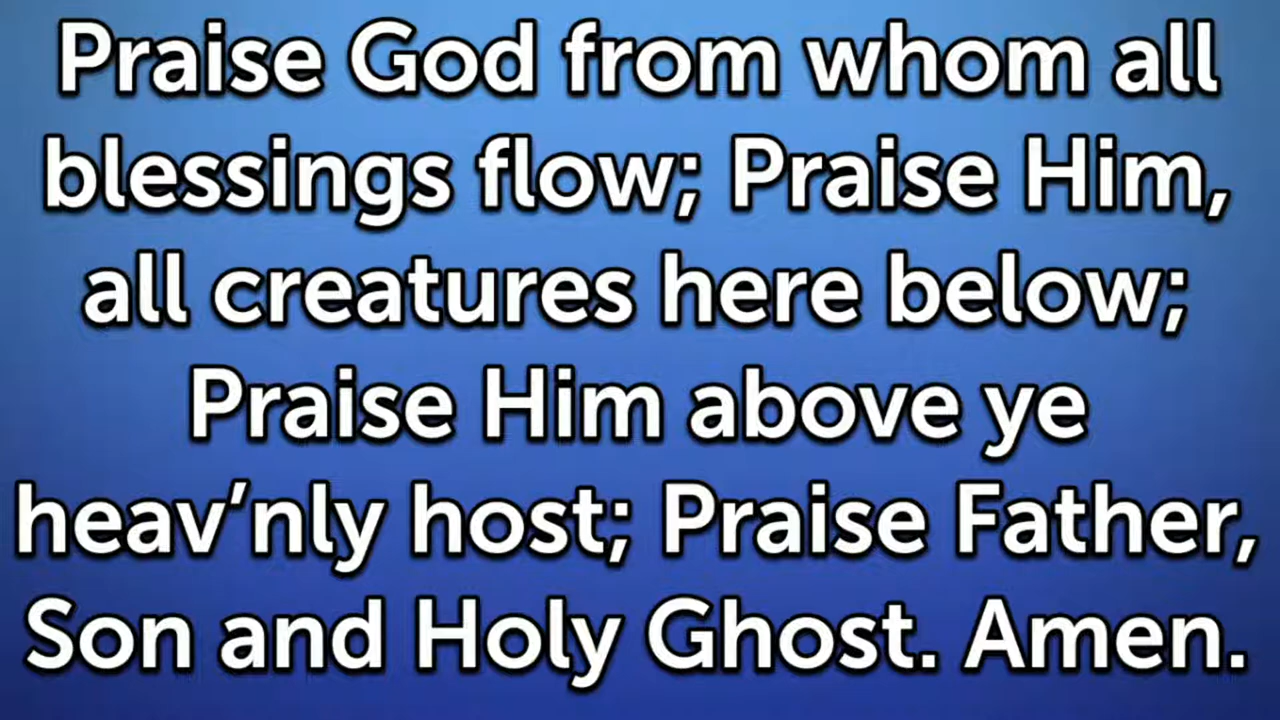 Praise God from whom all
blessings flow; Praise Him,
all creatures here below;
Praise Him above ye
heav’nly host; Praise Father,
Son and Holy Ghost. Amen.